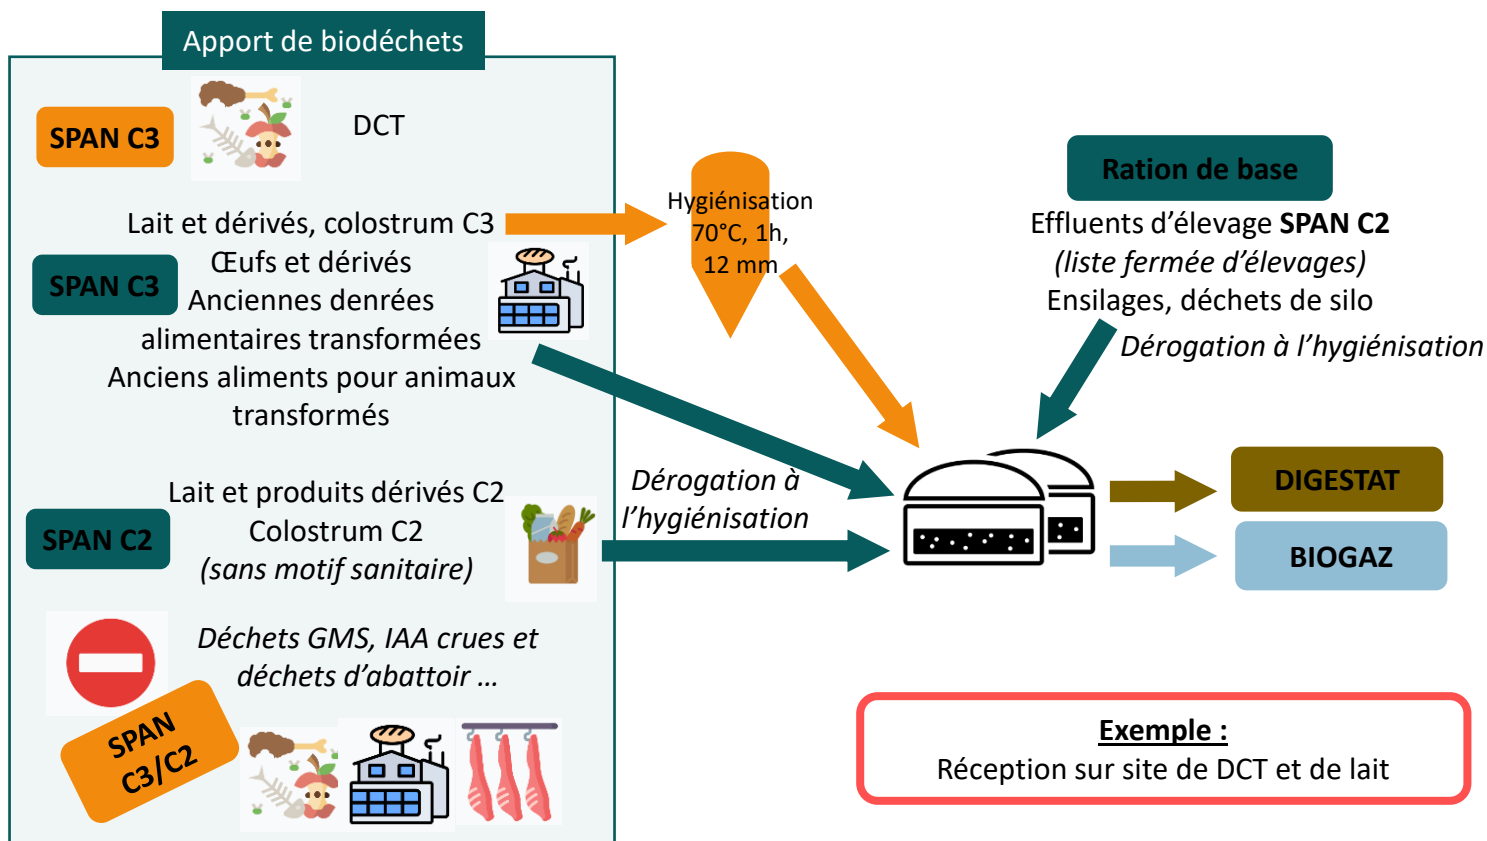 Apport de biodéchets
SPAN C3
DCT
Lait et dérivés, colostrum C3
Œufs et dérivés
SPAN C3
Anciennes denrées
alimentaires transformées
Anciens aliments pour animaux
transformés
Hygiénisation
70°C, 1h,
12 mm
Ration de base
Effluents d’élevage SPAN C2
(liste fermée d’élevages)
Ensilages, déchets de silo
Dérogation à l’hygiénisation
Lait et produits dérivés C2
Colostrum C2
(sans motif sanitaire)
SPAN C2
Dérogation à
l’hygiénisation
DIGESTAT
BIOGAZ
Déchets GMS, IAA crues et
déchets d’abattoir ...
SPAN
C3/C2
Exemple :
Réception sur site de DCT et de lait